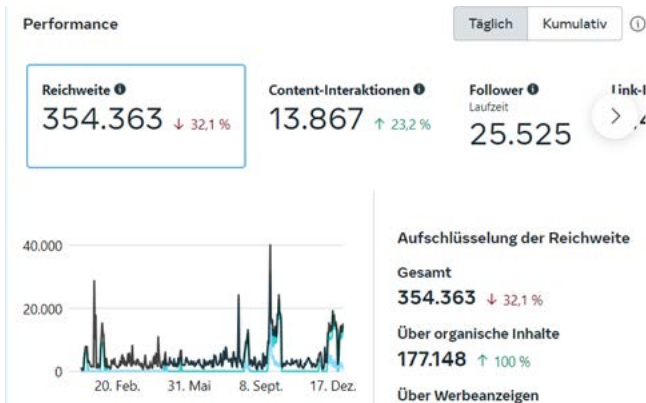 Performance
Täglich Kumulativ
Reichweite
354.363 ↓ 32,1 %
Content-Interaktionen
13.867 ↑ 23,2 %
Follower
Laufzeit
25.525
40.000
20.000
0
20. Feb. 31. Mai 8. Sept. 17. Dez.
Aufschlüsselung der Reichweite
Gesamt
354.363 ↓ 32,1 %
Über organische Inhalte
177.148 ↑ 100 %
Über Werbeanzeigen